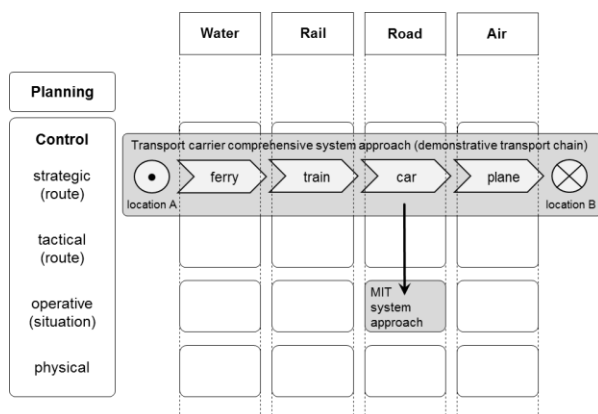 Water Rail Road Air
Planning
Control
Transport carrier comprehensive system approach (demonstrative transport chain)
strategic
(route)
ferry train car plane
location A
location B
tactical
(route)
operative
(situation)
MIT
system
approach
physical